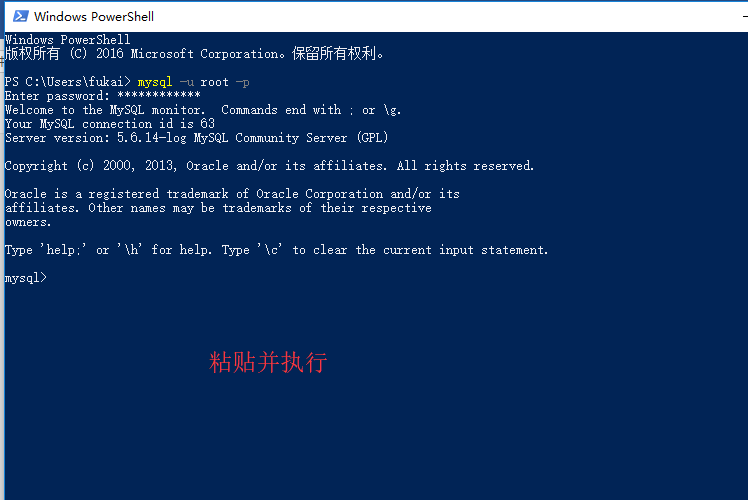 Windows PowerShell
Windows PowerShell
版权所有 (C) 2016 Microsoft Corporation。保留所有权利。
PS C:\Users\fukai> mysql -u root -p
Enter password: ************
Welcome to the MySQL monitor.  Commands end with ; or \g.
Your MySQL connection id is 63
Server version: 5.6.14-log MySQL Community Server (GPL)
Copyright (c) 2000, 2013, Oracle and/or its affiliates. All rights reserved.
Oracle is a registered trademark of Oracle Corporation and/or its
affiliates. Other names may be trademarks of their respective
owners.
Type 'help;' or '\h' for help. Type '\c' to clear the current input statement.
mysql>
粘贴并执行